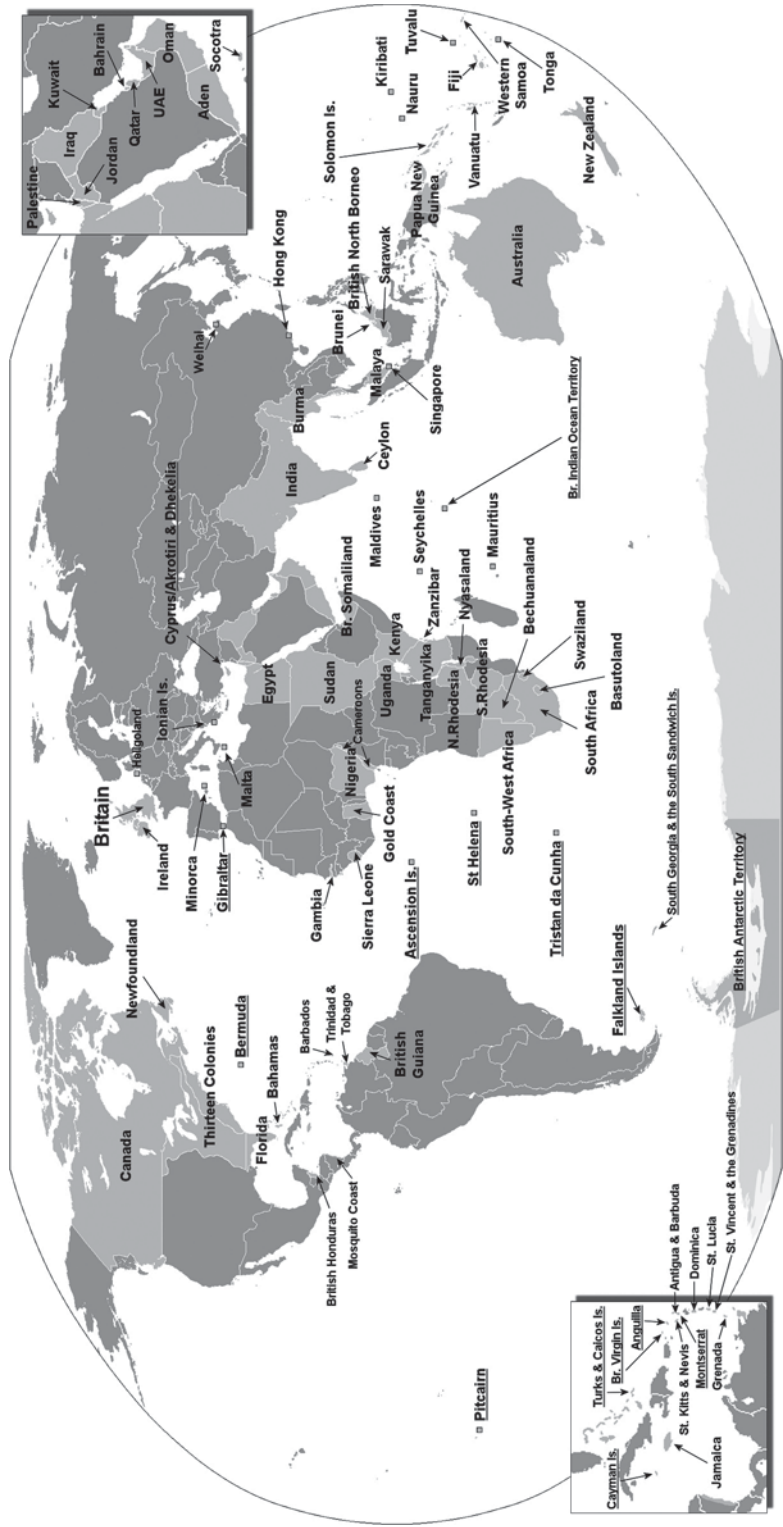 Canada
Newfoundland
Thirteen Colonies
Bermuda
Florida
Bahamas
Barbados
Trinidad &
Tobago
British Honduras
Mosquito Coast
British
Guiana
Pitcairn
Falkland Islands
South Georgia & the South Sandwich Is.
British Antarctic Territory
Britain
Ireland
Heligoland
Minorca
Gibraltar
Malta
Ionian Is.
Cyprus/Akrotiri & Dhekelia
Gambia
Sierra Leone
Gold Coast
Nigeria
Cameroons
Ascension Is.
St Helena
Tristan da Cunha
Egypt
Sudan
Br. Somaliland
Uganda
Kenya
Tanganyika
Zanzibar
N.Rhodesia
Nyasaland
S.Rhodesia
Bechuanaland
South-West Africa
South Africa
Swaziland
Basutoland
Maldives
Seychelles
Mauritius
Br. Indian Ocean Territory
India
Ceylon
Burma
Weihai
Hong Kong
Malaya
Singapore
Brunei
British North Borneo
Sarawak
Papua New
Guinea
Solomon Is.
Nauru
Kiribati
Tuvalu
Fiji
Western
Samoa
Tonga
Vanuatu
New Zealand
Australia
Palestine
Jordan
Iraq
Kuwait
Bahrain
Qatar
UAE
Oman
Aden
Socotra
Cayman Is.
Turks & Caicos Is.
Br. Virgin Is.
Anguilla
Jamaica
St. Kitts & Nevis
Montserrat
Grenada
Antigua & Barbuda
Dominica
St. Lucia
St. Vincent & the Grenadines